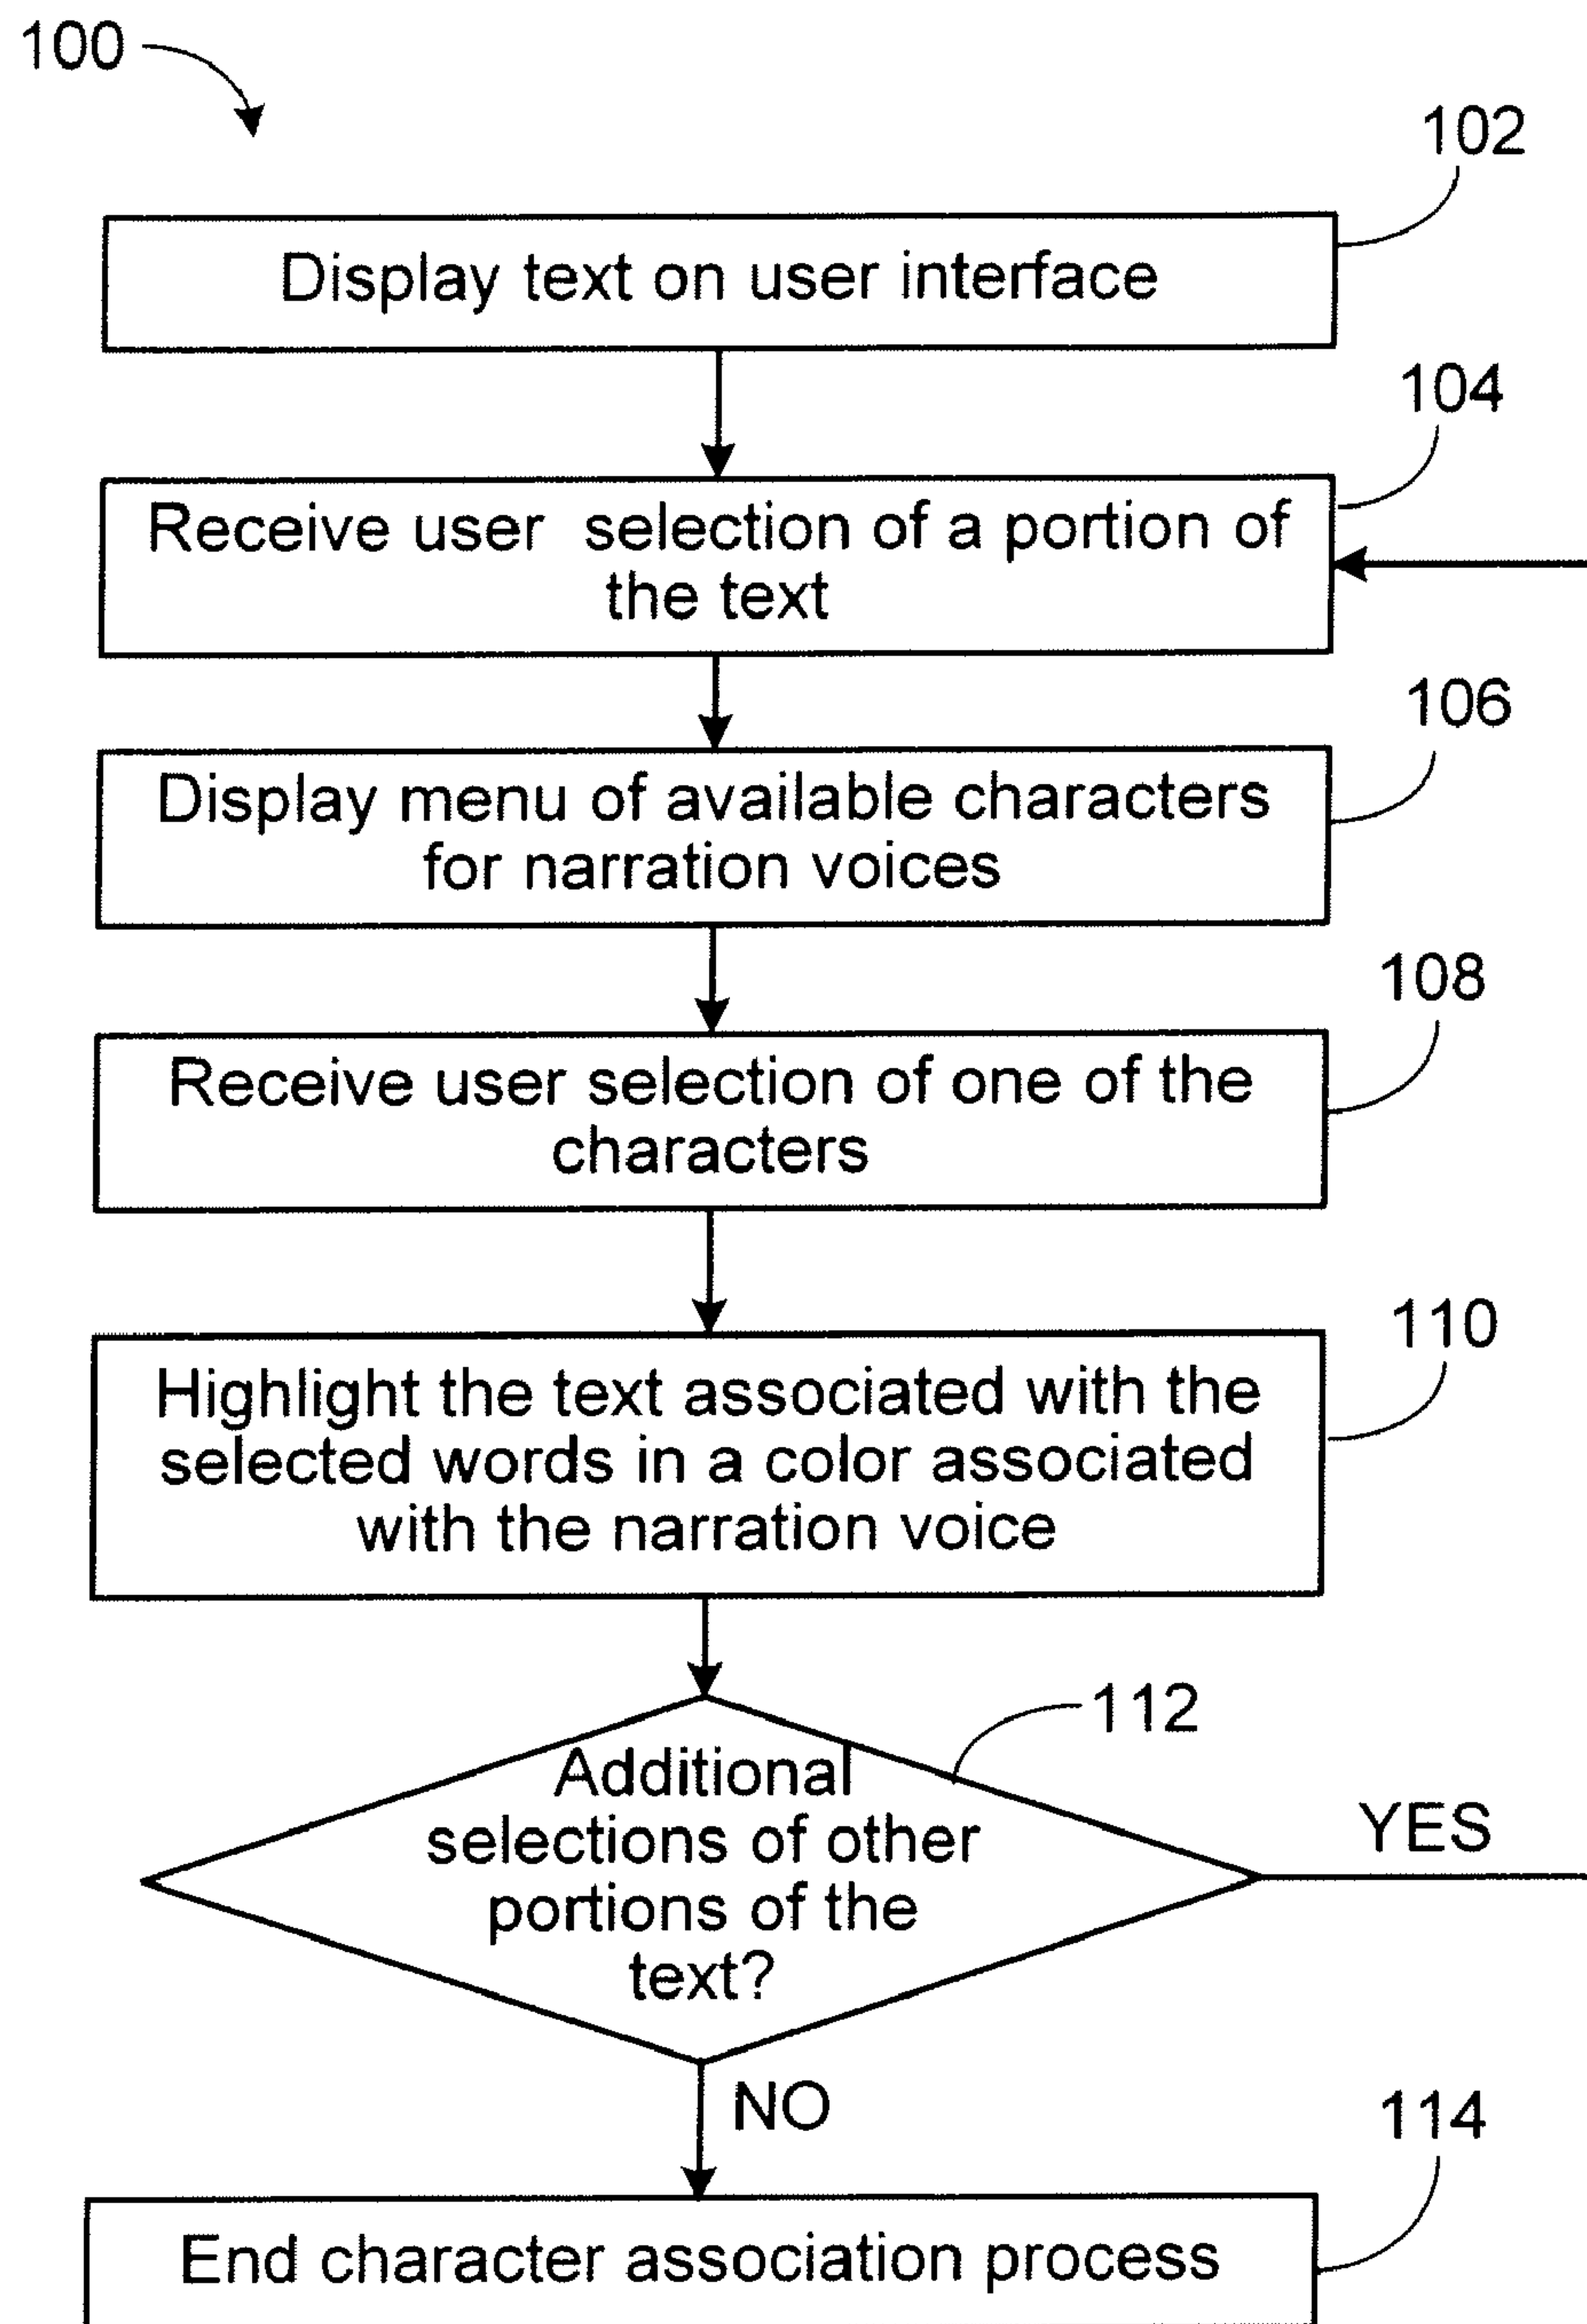 100
102
Display text on user interface
104
Receive user selection of a portion of
the text
106
Display menu of available characters
for narration voices
108
Receive user selection of one of the
characters
110
Highlight the text associated with the
selected words in a color associated
with the narration voice
112
Additional
selections of other
portions of the
text?
YES
NO
114
End character association process